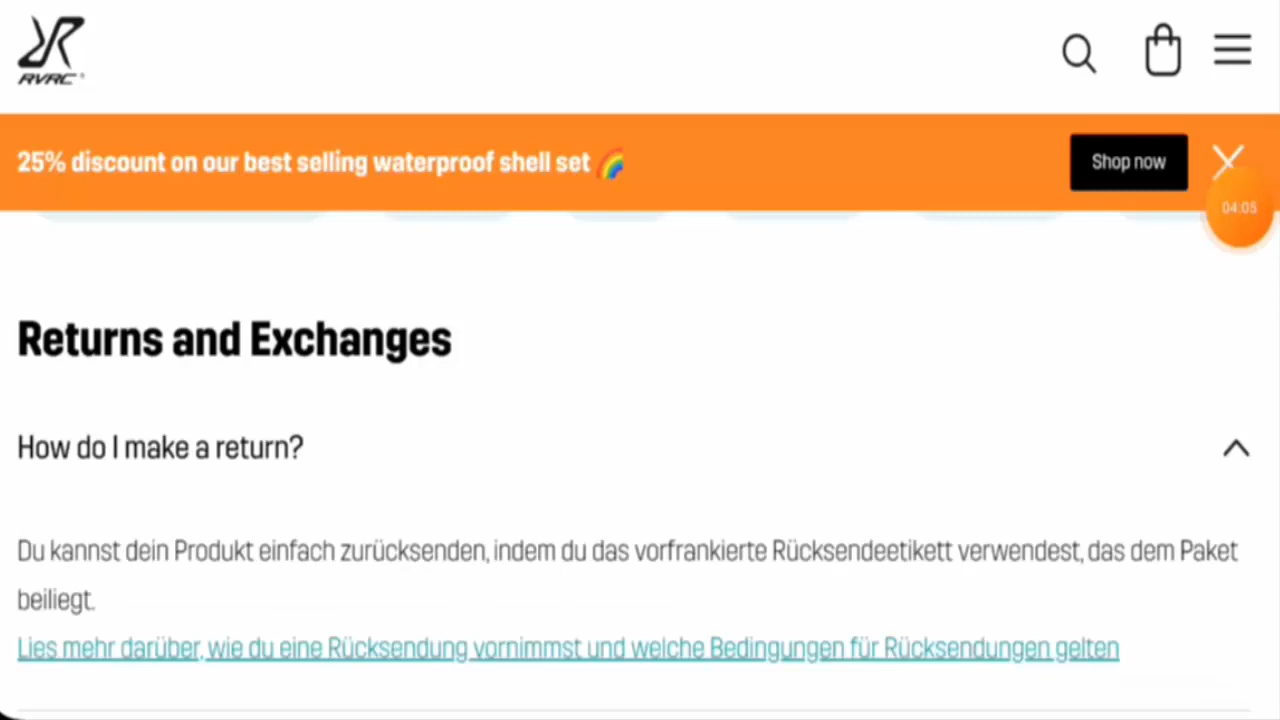 RVRC
25% discount on our best selling waterproof shell set 🌈
Shop now
04:05
Returns and Exchanges
How do I make a return?
Du kannst dein Produkt einfach zurücksenden, indem du das vorfrankierte Rücksendeetikett verwendest, das dem Paket
beiliegt.
Lies mehr darüber, wie du eine Rücksendung vornimmst und welche Bedingungen für Rücksendungen gelten